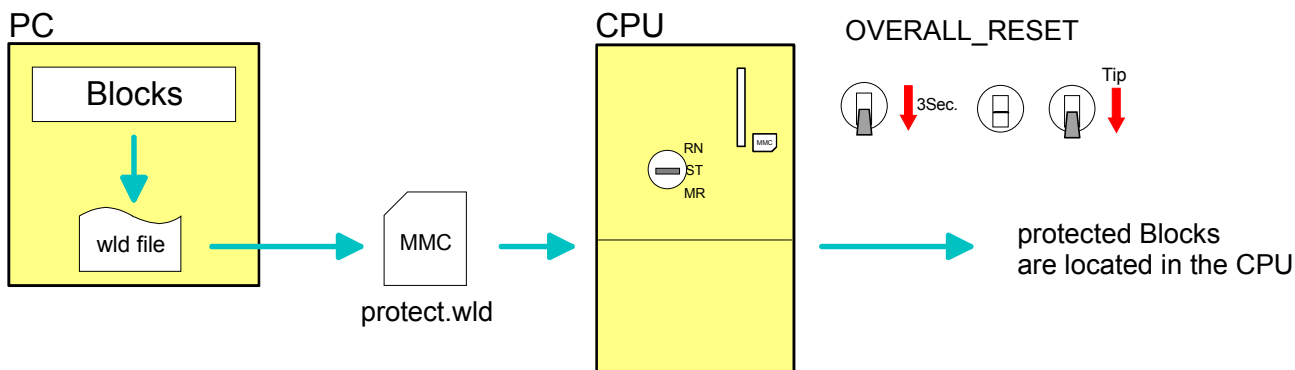 PC
Blocks
wld file
MMC
protect.wld
CPU
MMC
RN
ST
MR
OVERALL_RESET
3Sec.
Tip
protected Blocks
are located in the CPU